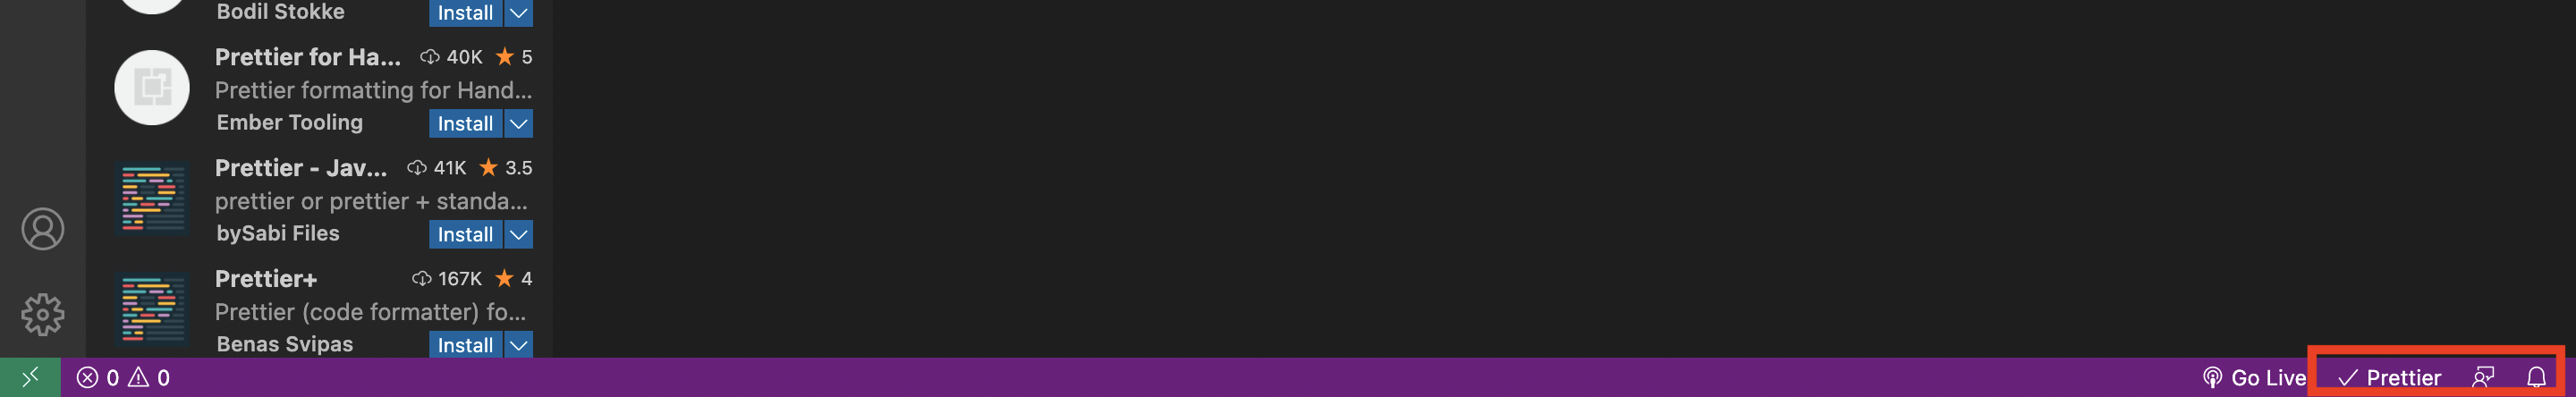 Bodil Stokke Install
Prettier for Ha... 40K 5
Prettier formatting for Hand...
Ember Tooling Install
Prettier - Jav... 41K 3.5
prettier or prettier + standa...
bySabi Files Install
Prettier+ 167K 4
Prettier (code formatter) fo...
Benas Svipas Install
0 0 Go Live Prettier